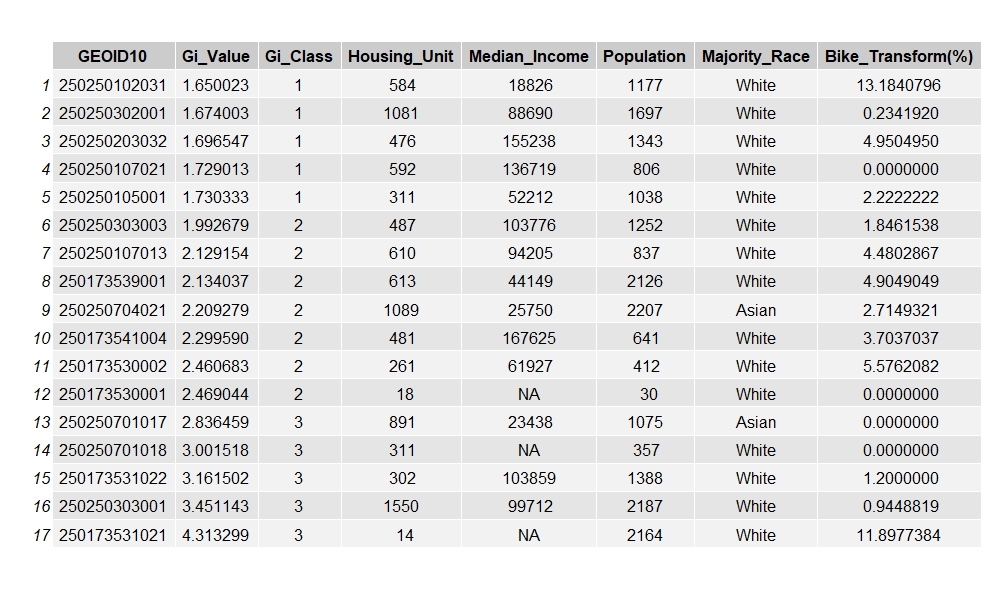 GEOID10 Gi_Value Gi_Class Housing_Unit Median_Income Population Majority_Race Bike_Transform(%)
1 250250102031 1.650023 1 584 18826 1177 White 13.1840796
2 250250302001 1.674003 1 1081 88690 1697 White 0.2341920
3 250250203032 1.696547 1 476 155238 1343 White 4.9504950
4 250250107021 1.729013 1 592 136719 806 White 0.0000000
5 250250105001 1.730333 1 311 52212 1038 White 2.2222222
6 250250303003 1.992679 2 487 103776 1252 White 1.8461538
7 250250107013 2.129154 2 610 94205 837 White 4.4802867
8 250173539001 2.134037 2 613 44149 2126 White 4.9049049
9 250250704021 2.209279 2 1089 25750 2207 Asian 2.7149321
10 250173541004 2.299590 2 481 167625 641 White 3.7037037
11 250173530002 2.460683 2 261 61927 412 White 5.5762082
12 250173530001 2.469044 2 18 NA 30 White 0.0000000
13 250250701017 2.836459 3 891 23438 1075 Asian 0.0000000
14 250250701018 3.001518 3 311 NA 357 White 0.0000000
15 250173531022 3.161502 3 302 103859 1388 White 1.2000000
16 250250303001 3.451143 3 1550 99712 2187 White 0.9448819
17 250173531021 4.313299 3 14 NA 2164 White 11.8977384